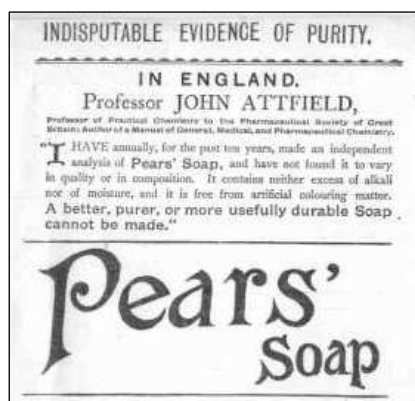 INDISPUTABLE EVIDENCE OF PURITY.
IN ENGLAND.
Professor JOHN ATTFIELD,
Professor of Practical Chemistry to the Pharmaceutical Society of Great
Britain; Author of a Manual of General, Medical, and Pharmaceutical Chemistry.
"I HAVE annually, for the past ten years, made an independent
analysis of Pears' Soap, and have not found it to vary
in quality or in composition. It contains neither excess of alkali
nor of moisture, and it is free from artificial colouring matter.
A better, purer, or more usefully durable Soap
cannot be made."
Pears'
Soap